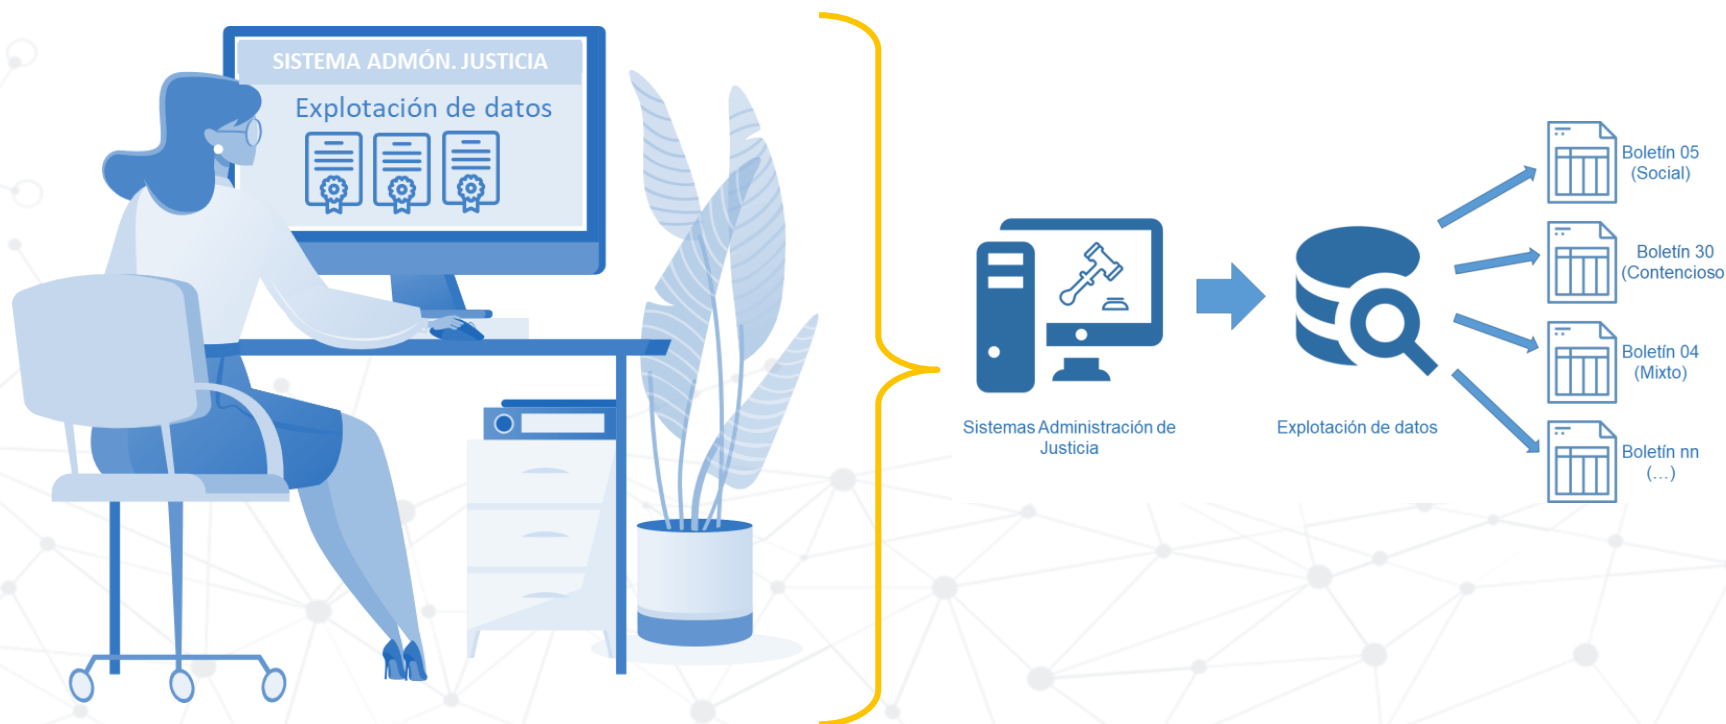 SISTEMA ADMÓN. JUSTICIA
Explotación de datos
Sistemas Administración de
Justicia
Explotación de datos
Boletín 05
(Social)
Boletín 30
(Contencioso
Boletín 04
(Mixto)
Boletín nn
(...)